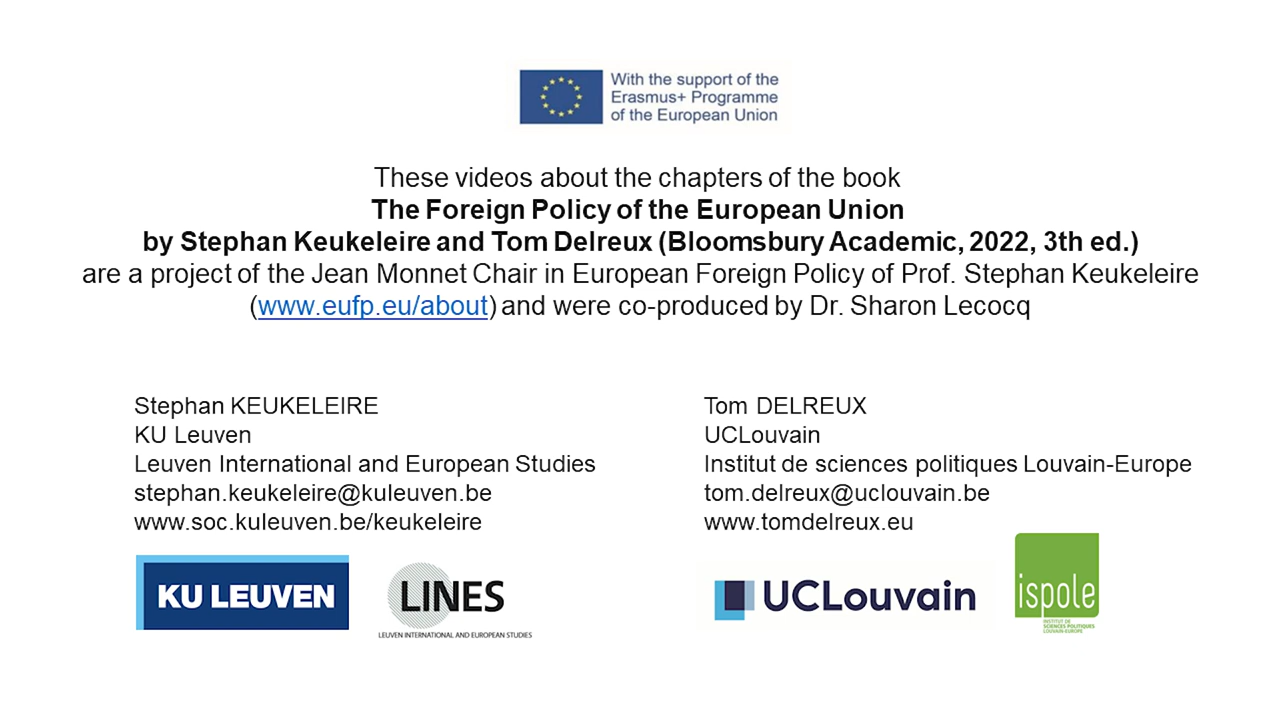 With the support of the
Erasmus+ Programme
of the European Union
These videos about the chapters of the book
The Foreign Policy of the European Union
by Stephan Keukeleire and Tom Delreux (Bloomsbury Academic, 2022, 3th ed.)
are a project of the Jean Monnet Chair in European Foreign Policy of Prof. Stephan Keukeleire
(www.eufp.eu/about) and were co-produced by Dr. Sharon Lecocq
Stephan KEUKELEIRE
KU Leuven
Leuven International and European Studies
stephan.keukeleire@kuleuven.be
www.soc.kuleuven.be/keukeleire
KU LEUVEN
LINES
LEUVEN INTERNATIONAL AND EUROPEAN STUDIES
Tom DELREUX
UCLouvain
Institut de sciences politiques Louvain-Europe
tom.delreux@uclouvain.be
www.tomdelreux.eu
UCLouvain
ispole
INSTITUT DE
SCIENCES POLITIQUES
LOUVAIN-EUROPE